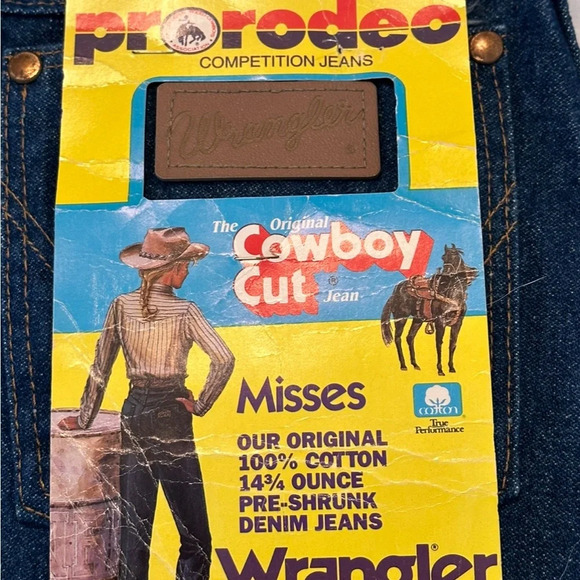 prorodeo
COMPETITION JEANS
Wrangler
®
The Original
Cowboy
Cut ®
Jean
Misses
COTTON
True
Performance
OUR ORIGINAL
100% COTTON
14¾ OUNCE
PRE-SHRUNK
DENIM JEANS
Wrangler®